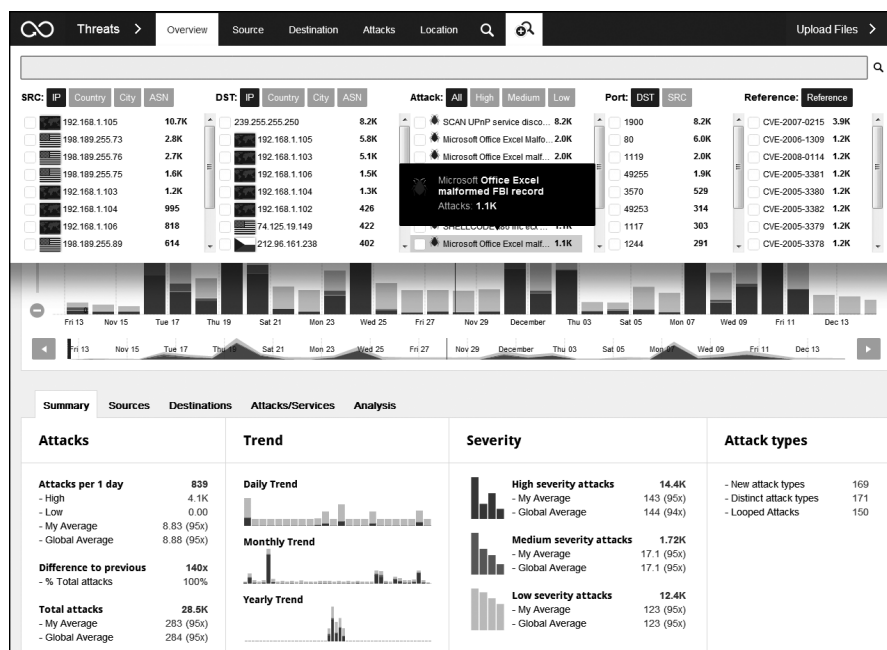 Threats > Overview Source Destination Attacks Location Upload Files >
SRC: IP Country City ASN DST: IP Country City ASN Attack: All High Medium Low Port: DST SRC Reference: Reference
192.168.1.105 10.7K
198.189.255.73 2.8K
198.189.255.76 2.7K
198.189.255.75 1.6K
192.168.1.103 1.2K
192.168.1.104 995
192.168.1.106 818
198.189.255.89 614
239.255.255.250 8.2K
192.168.1.105 5.8K
192.168.1.103 5.1K
192.168.1.106 1.5K
192.168.1.104 1.3K
192.168.1.102 426
74.125.19.149 422
212.96.161.238 402
SCAN UPnP service disco... 8.2K
Microsoft Office Excel Malfo... 2.0K
Microsoft Office Excel malf... 2.0K
Microsoft Office Excel
malformed FBI record
Attacks: 1.1K
1.1K
Microsoft Office Excel malf... 1.1K
1900 8.2K
80 6.0K
1119 2.0K
49255 1.9K
3570 529
49253 314
1117 303
1244 291
CVE-2007-0215 3.9K
CVE-2006-1309 1.2K
CVE-2008-0114 1.2K
CVE-2005-3381 1.2K
CVE-2005-3380 1.2K
CVE-2005-3382 1.2K
CVE-2005-3379 1.2K
CVE-2005-3378 1.2K
Fri 13 Nov 15 Tue 17 Thu 19 Sat 21 Mon 23 Wed 25 Fri 27 Nov 29 December Thu 03 Sat 05 Mon 07 Wed 09 Fri 11 Dec 13
Fri 13 Nov 15 Tue 17 Thu 19 Sat 21 Mon 23 Wed 25 Fri 27 Nov 29 December Thu 03 Sat 05 Mon 07 Wed 09 Fri 11 Dec 13
Summary Sources Destinations Attacks/Services Analysis
Attacks
Attacks per 1 day 839
- High 4.1K
- Low 0.00
- My Average 8.83 (95x)
- Global Average 8.88 (95x)
Difference to previous 140x
- % Total attacks 100%
Total attacks 28.5K
- My Average 283 (95x)
- Global Average 284 (95x)
Trend
Daily Trend
Monthly Trend
Yearly Trend
Severity
High severity attacks 14.4K
- My Average 143 (95x)
- Global Average 144 (94x)
Medium severity attacks 1.72K
- My Average 17.1 (95x)
- Global Average 17.1 (95x)
Low severity attacks 12.4K
- My Average 123 (95x)
- Global Average 123 (95x)
Attack types
- New attack types 169
- Distinct attack types 171
- Looped Attacks 150